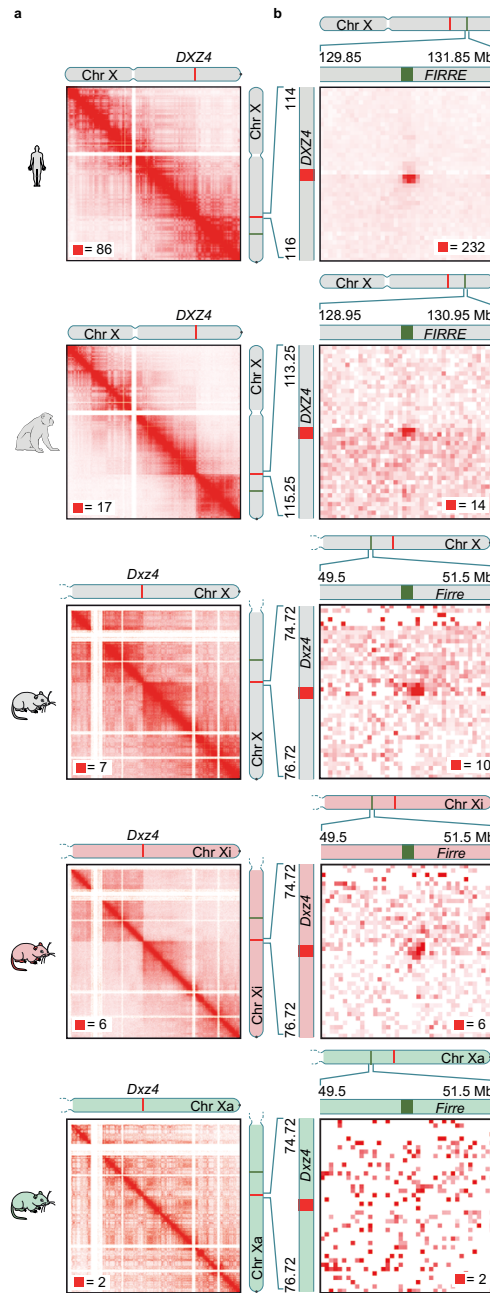 a
b
Chr X
DXZ4
129.85 131.85 Mb
Chr X
FIRRE
Chr X
114
DXZ4
116
= 86
= 232
Chr X
DXZ4
128.95 130.95 Mb
Chr X
FIRRE
Chr X
113.25
DXZ4
115.25
= 17
= 14
Chr X
Dxz4
49.5 51.5 Mb
Chr X
Firre
Chr X
74.72
Dxz4
76.72
= 7
= 10
Chr Xi
Dxz4
49.5 51.5 Mb
Chr Xi
Firre
Chr Xi
74.72
Dxz4
76.72
= 6
= 6
Chr Xa
Dxz4
49.5 51.5 Mb
Chr Xa
Firre
Chr Xa
74.72
Dxz4
76.72
= 2
= 2